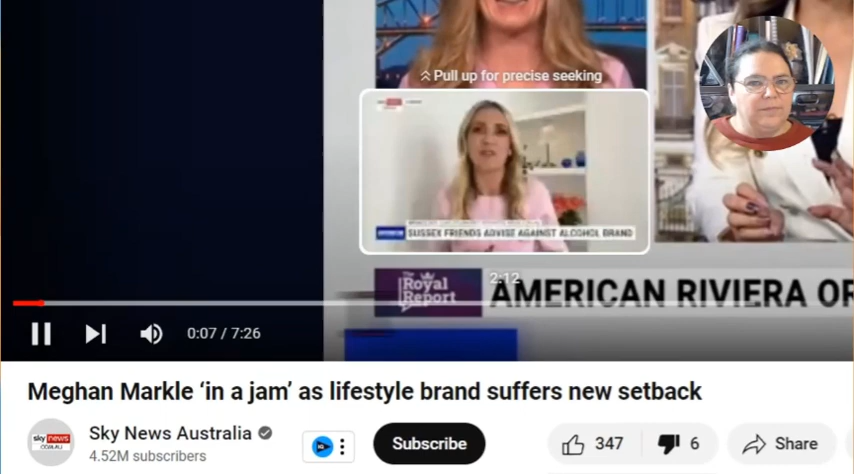 Pull up for precise seeking
SUSSEX FRIENDS ADVISE AGAINST ALCOHOL BRAND
2:12
The Royal Report
AMERICAN RIVIERA OR
0:07 / 7:26
Meghan Markle ‘in a jam’ as lifestyle brand suffers new setback
sky news
.COM.AU
Sky News Australia
4.52M subscribers
Subscribe
347
6
Share